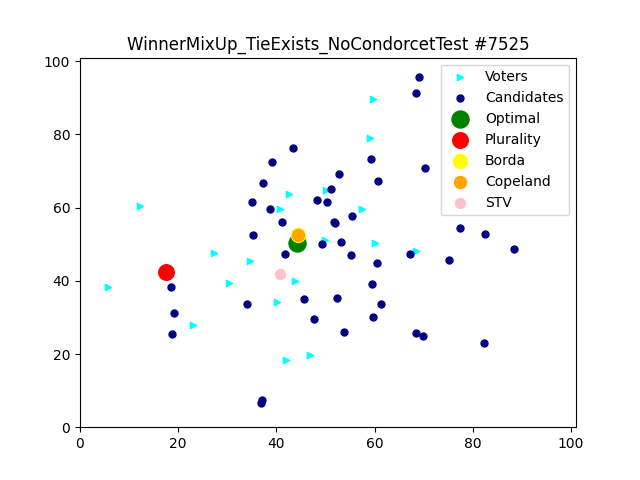 WinnerMixUp_TieExists_NoCondorcetTest #7525
100
80
60
40
20
0
0 20 40 60 80 100
Voters
Candidates
Optimal
Plurality
Borda
Copeland
STV